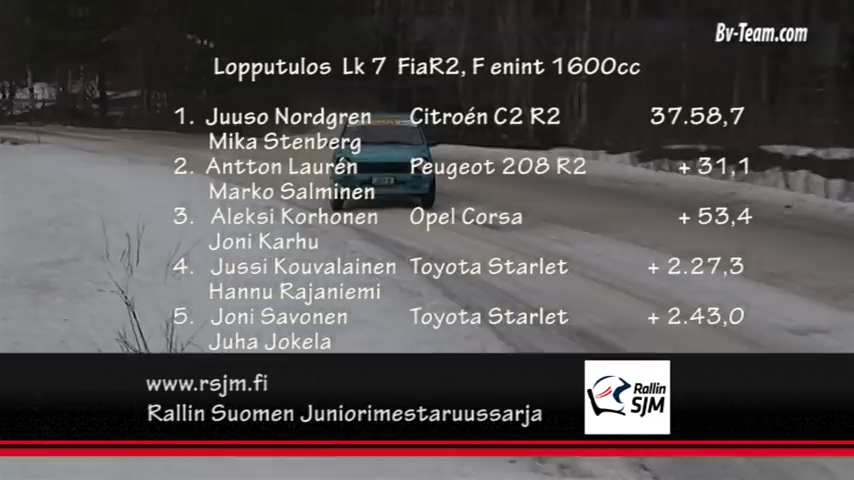 Bv-Team.com
Lopputulos Lk 7 FiaR2, F enint 1600cc
1. Juuso Nordgren Citroén C2 R2 37.58,7
Mika Stenberg
2. Antton Laurén Peugeot 208 R2 + 31,1
Marko Salminen
3. Aleksi Korhonen Opel Corsa + 53,4
Joni Karhu
4. Jussi Kouvalainen Toyota Starlet + 2.27,3
Hannu Rajaniemi
5. Joni Savonen Toyota Starlet + 2.43,0
Juha Jokela
www.rsjm.fi
Rallin Suomen Juniorimestaruussarja
Rallin
SJM